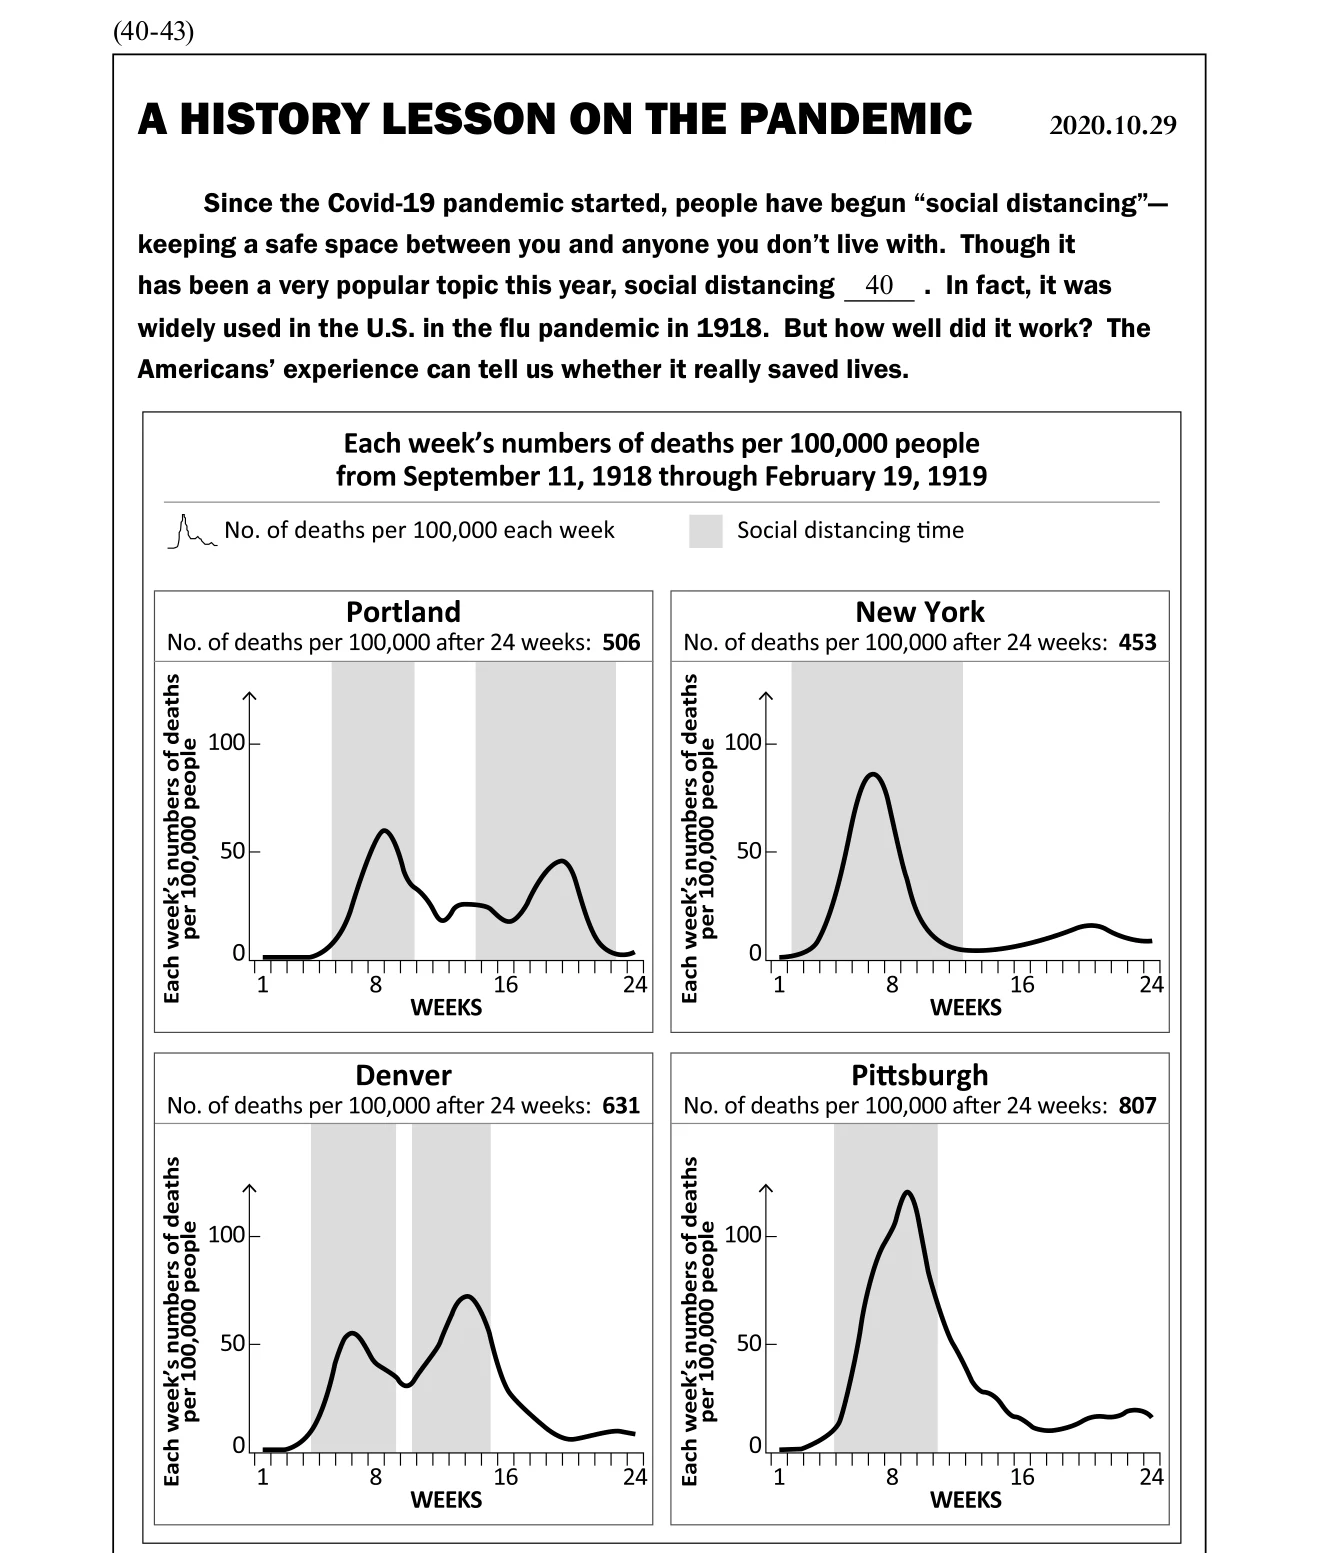 (40-43)
A HISTORY LESSON ON THE PANDEMIC 2020.10.29
Since the Covid-19 pandemic started, people have begun “social distancing”—
keeping a safe space between you and anyone you don’t live with. Though it
has been a very popular topic this year, social distancing 40 . In fact, it was
widely used in the U.S. in the flu pandemic in 1918. But how well did it work? The
Americans’ experience can tell us whether it really saved lives.
Each week’s numbers of deaths per 100,000 people
from September 11, 1918 through February 19, 1919
No. of deaths per 100,000 each week
Social distancing time
Portland
No. of deaths per 100,000 after 24 weeks: 506
Each week’s numbers of deaths
per 100,000 people
100
50
0
1 8 16 24
WEEKS
New York
No. of deaths per 100,000 after 24 weeks: 453
Each week’s numbers of deaths
per 100,000 people
100
50
0
1 8 16 24
WEEKS
Denver
No. of deaths per 100,000 after 24 weeks: 631
Each week’s numbers of deaths
per 100,000 people
100
50
0
1 8 16 24
WEEKS
Pittsburgh
No. of deaths per 100,000 after 24 weeks: 807
Each week’s numbers of deaths
per 100,000 people
100
50
0
1 8 16 24
WEEKS